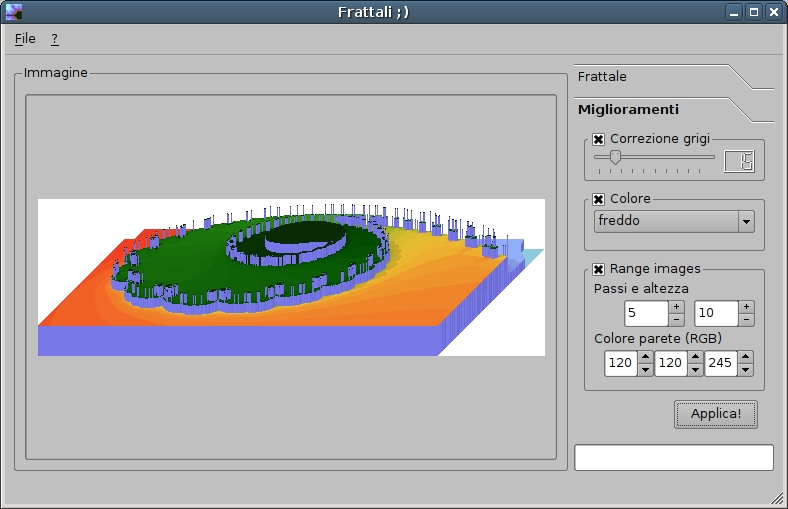 Frattali ;)
File ?
Immagine
Frattale
Miglioramenti
Correzione grigi
Colore
freddo
Range images
Passi e altezza
5 10
Colore parete (RGB)
120 120 245
Applica!